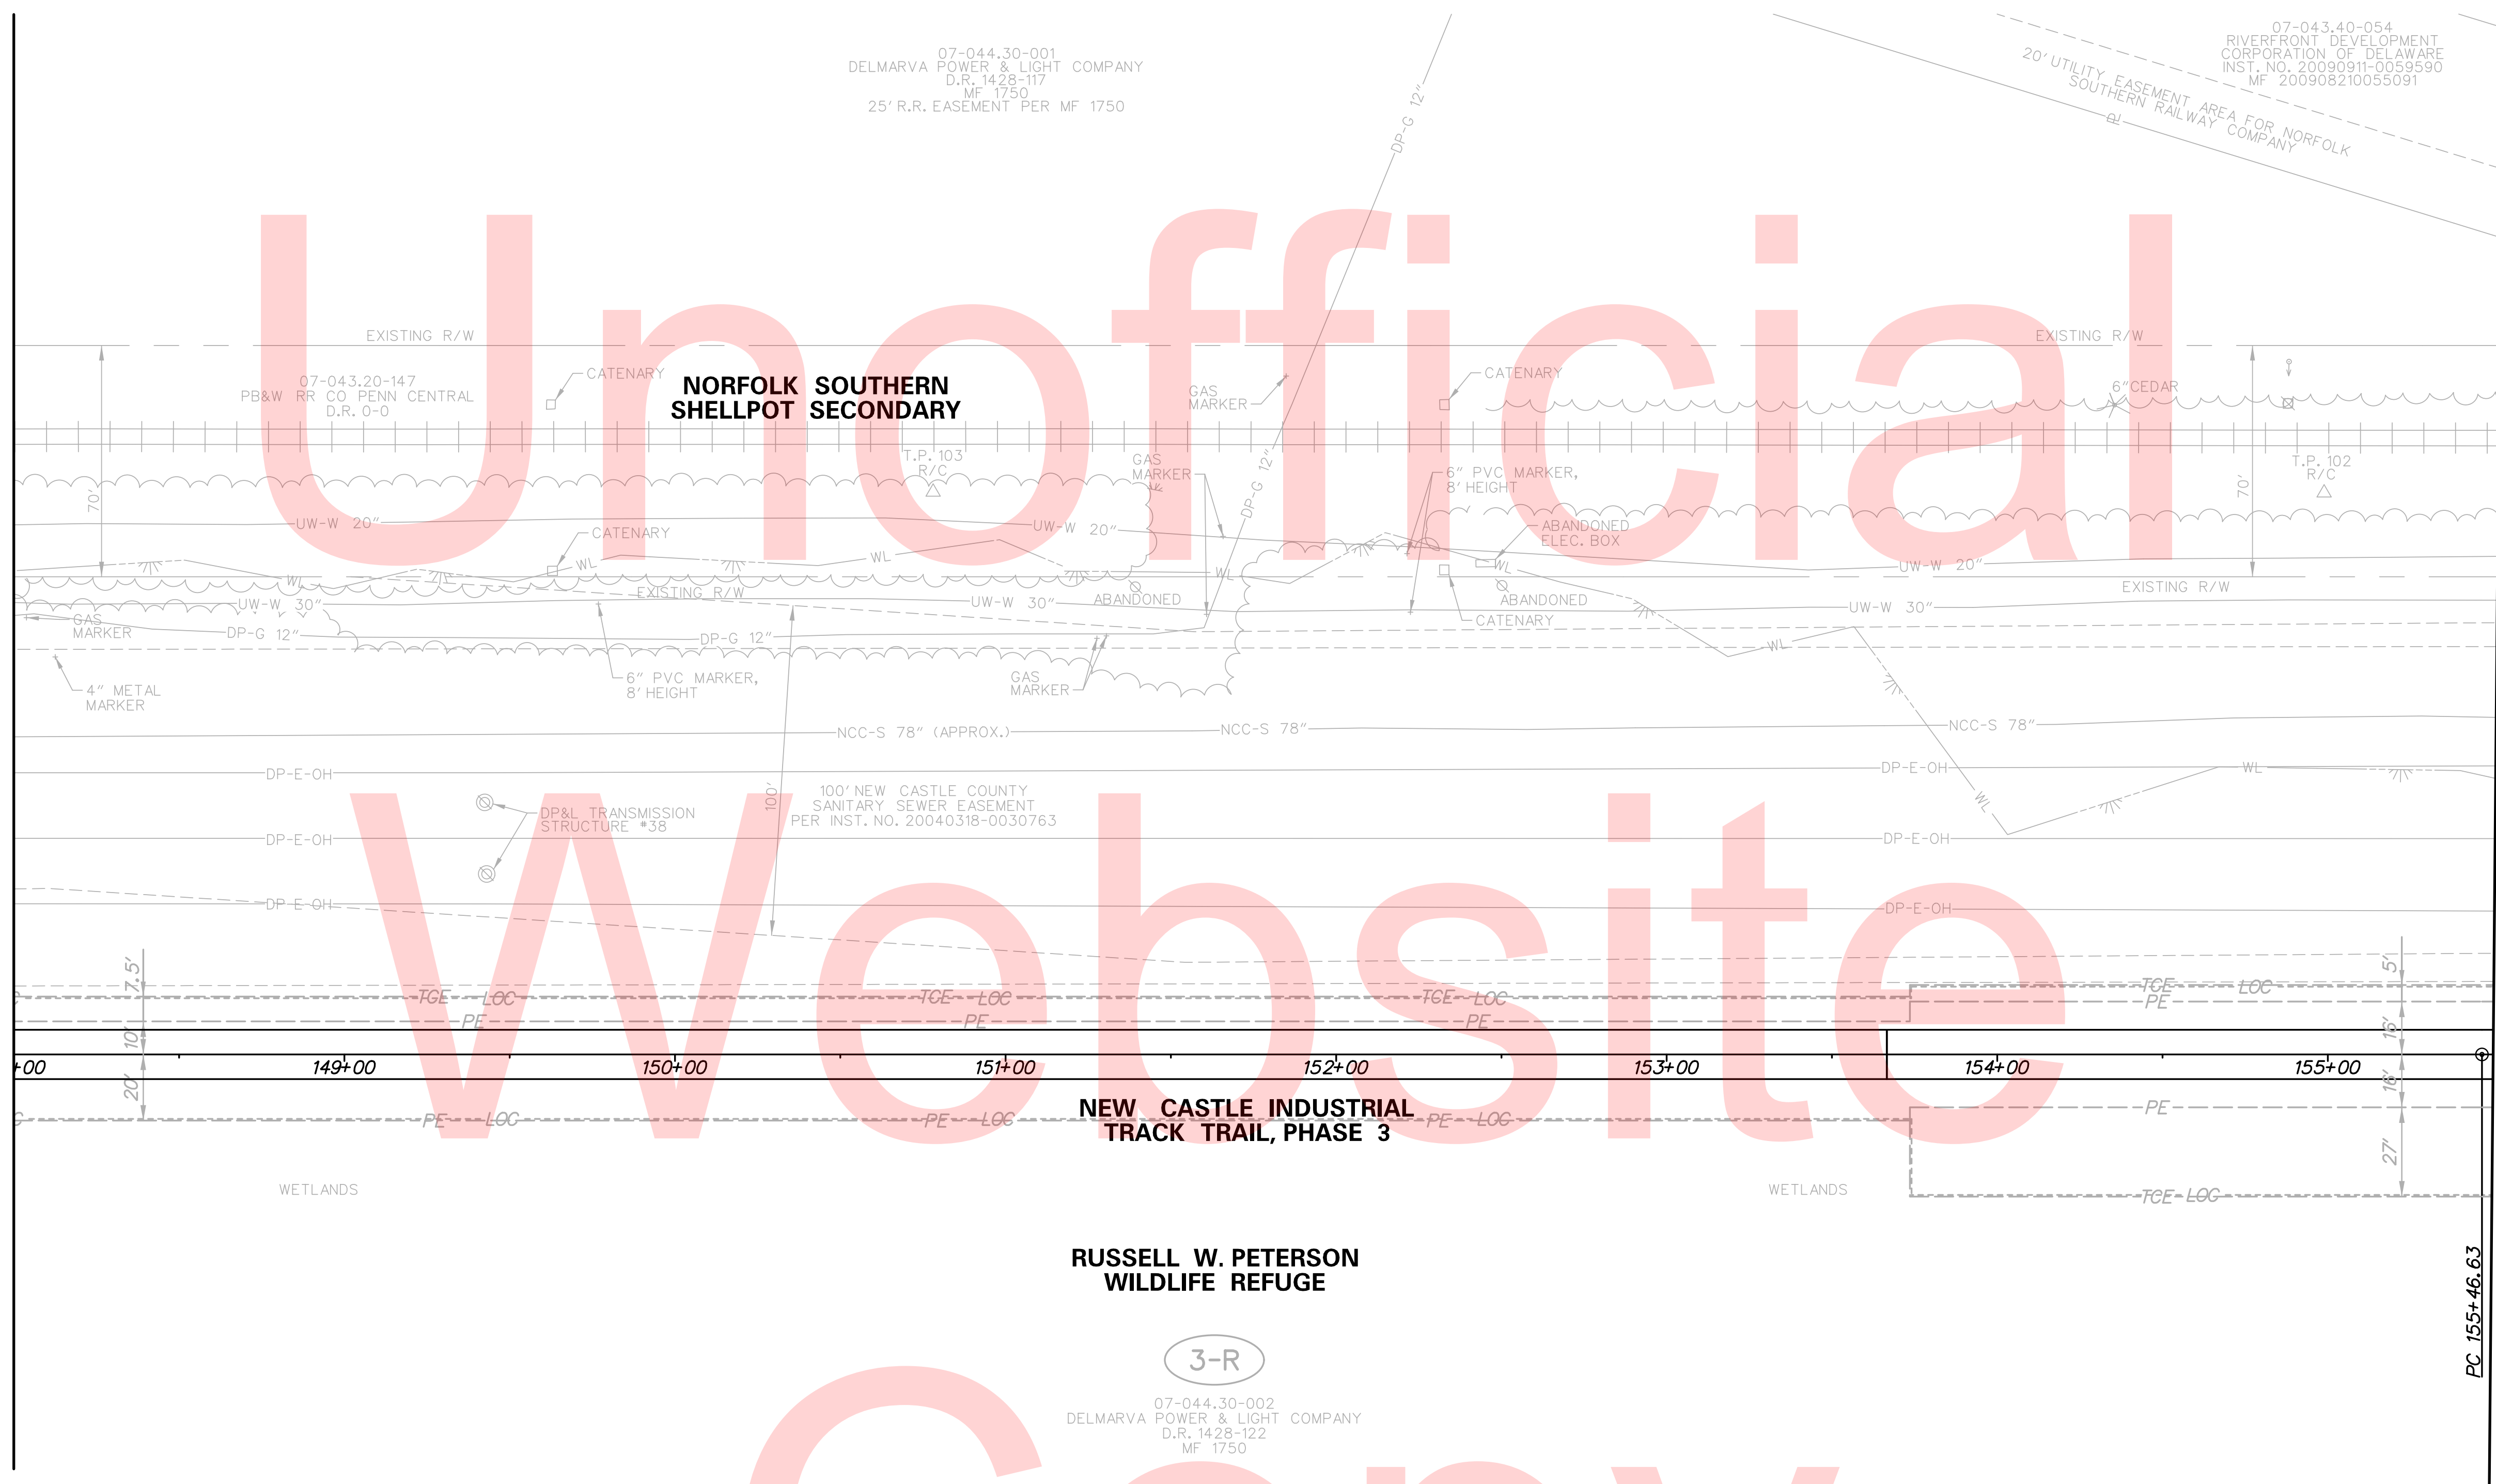 07-044.30-001
DELMARVA POWER & LIGHT COMPANY
D.R. 1428-117
MF 1750
25' R.R. EASEMENT PER MF 1750
07-043.40-054
RIVERFRONT DEVELOPMENT
CORPORATION OF DELAWARE
INST. NO. 20090911-0059590
MF 200908210055091
20' UTILITY EASEMENT AREA FOR NORFOLK
SOUTHERN RAILWAY COMPANY
DP-G 12"
Unofficial
EXISTING R/W
EXISTING R/W
07-043.20-147
PB&W RR CO PENN CENTRAL
D.R. 0-0
CATENARY
NORFOLK SOUTHERN
SHELLPOT SECONDARY
GAS
MARKER
CATENARY
6" CEDAR
T.P. 103
R/C
GAS
MARKER
DP-G 12"
6" PVC MARKER,
8' HEIGHT
T.P. 102
R/C
70'
70'
UW-W 20"
CATENARY
UW-W 20"
ABANDONED
ELEC. BOX
WL
WL
WL
WL
WL
UW-W 20"
EXISTING R/W
EXISTING R/W
UW-W 30"
UW-W 30"
ABANDONED
ABANDONED
UW-W 30"
GAS
MARKER
DP-G 12"
DP-G 12"
CATENARY
WL
4" METAL
MARKER
6" PVC MARKER,
8' HEIGHT
GAS
MARKER
NCC-S 78" (APPROX.)
NCC-S 78"
NCC-S 78"
DP-E-OH
DP-E-OH
WL
WL
100'
100' NEW CASTLE COUNTY
SANITARY SEWER EASEMENT
PER INST. NO. 20040318-0030763
DP&L TRANSMISSION
STRUCTURE #38
DP-E-OH
DP-E-OH
DP-E-OH
DP-E-OH
Website
7.5'
5'
TCE LOC
TCE LOC
TCE LOC
TCE LOC
PE
PE
PE
PE
10'
16'
+00
149+00
150+00
151+00
152+00
153+00
154+00
155+00
20'
16'
PE LOC
PE LOC
PE LOC
PE
NEW CASTLE INDUSTRIAL
TRACK TRAIL, PHASE 3
27'
WETLANDS
WETLANDS
TCE LOC
RUSSELL W. PETERSON
WILDLIFE REFUGE
PC 155+46.63
3-R
07-044.30-002
DELMARVA POWER & LIGHT COMPANY
D.R. 1428-122
MF 1750
Copy